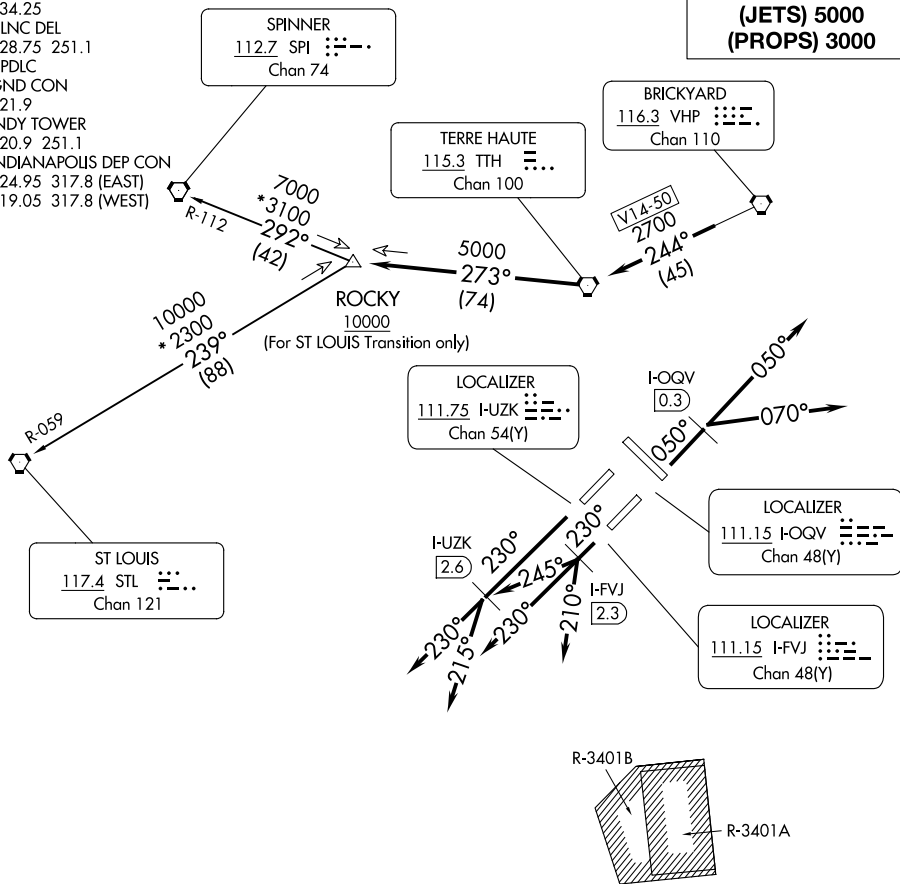 34.25
LNC DEL
28.75 251.1
PDLC
GND CON
21.9
NDY TOWER
20.9 251.1
NDIANAPOLIS DEP CON
24.95 317.8 (EAST)
19.05 317.8 (WEST)
(JETS) 5000
(PROPS) 3000
SPINNER
112.7 SPI
Chan 74
BRICKYARD
116.3 VHP
Chan 110
TERRE HAUTE
115.3 TTH
Chan 100
R-112
7000
*3100
292°
(42)
5000
273°
(74)
V14-50
2700
244°
(45)
ROCKY
10000
(For ST LOUIS Transition only)
10000
*2300
239°
(88)
R-059
ST LOUIS
117.4 STL
Chan 121
LOCALIZER
111.75 I-UZK
Chan 54(Y)
I-OQV
0.3
050°
070°
050°
LOCALIZER
111.15 I-OQV
Chan 48(Y)
I-UZK
2.6
230°
230°
245°
I-FVJ
2.3
230°
215°
230°
210°
LOCALIZER
111.15 I-FVJ
Chan 48(Y)
R-3401B
R-3401A